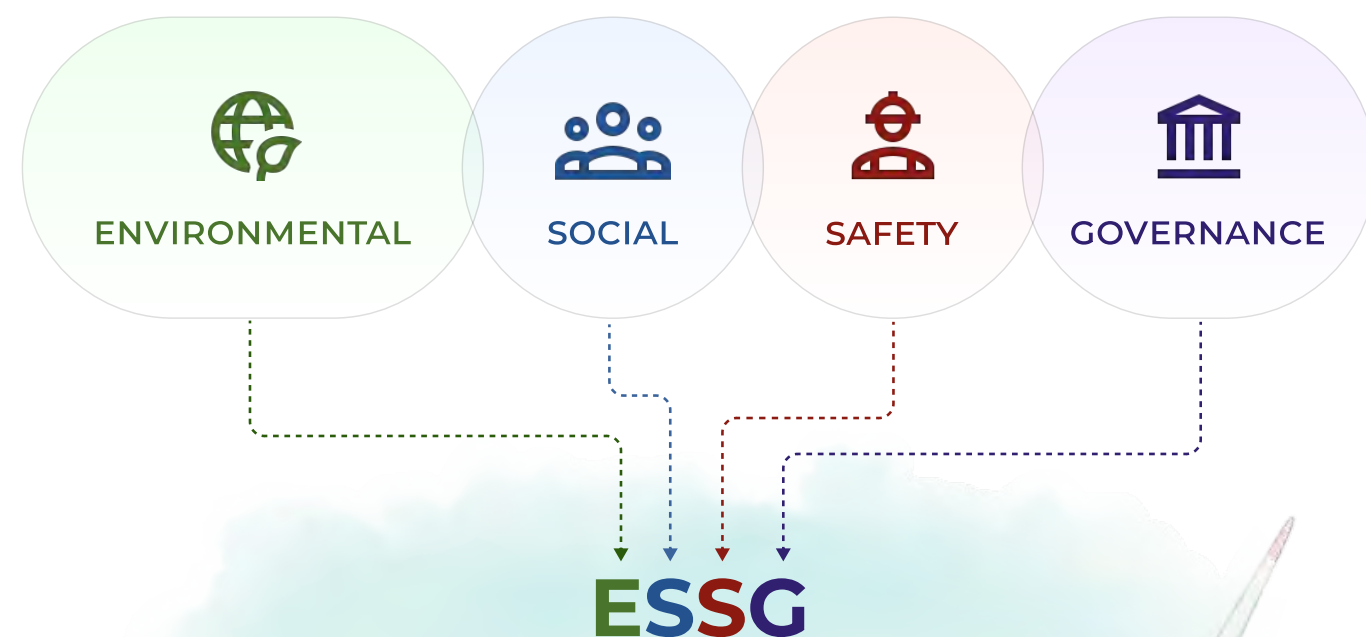 ENVIRONMENTAL
SOCIAL
SAFETY
GOVERNANCE
ESSG